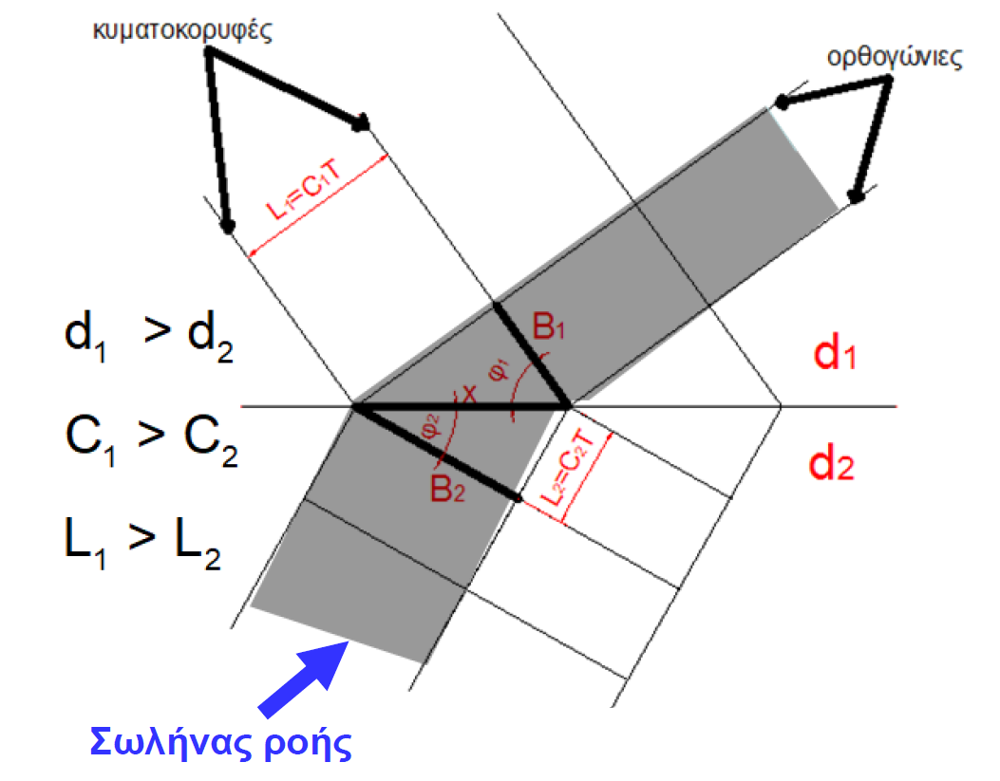 κυματοκορυφές
ορθογώνιες
L₁=C₁T
d₁ > d₂
B₁
φ₁
x
d₁
C₁ > C₂
φ₂
B₂
L₂=C₂T
d₂
L₁ > L₂
Σωλήνας ροής